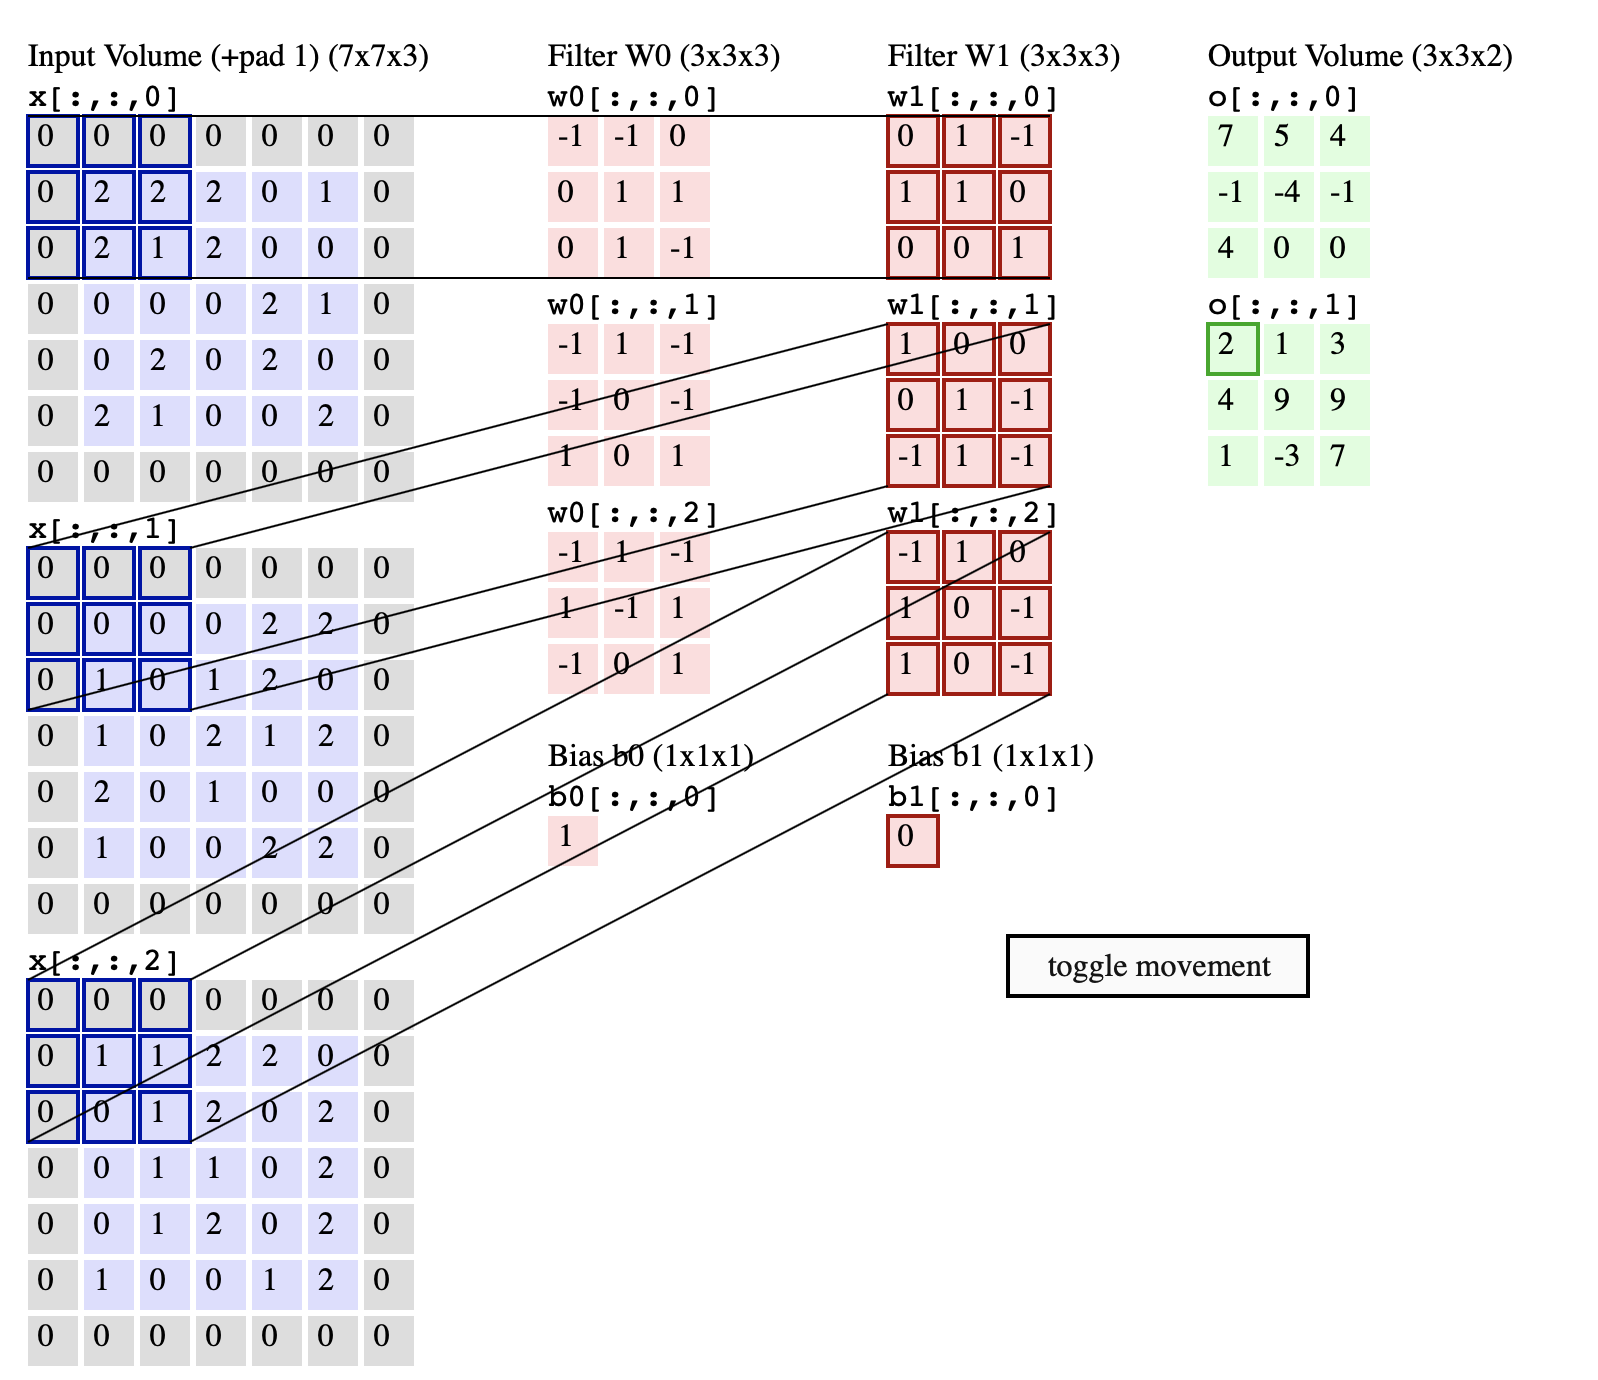 Input Volume (+pad 1) (7x7x3)
x[:,:,0]
0 0 0 0 0 0 0
0 2 2 2 0 1 0
0 2 1 2 0 0 0
0 0 0 0 2 1 0
0 0 2 0 2 0 0
0 2 1 0 0 2 0
0 0 0 0 0 0 0
x[:,:,1]
0 0 0 0 0 0 0
0 0 0 0 2 2 0
0 1 0 1 2 0 0
0 1 0 2 1 2 0
0 2 0 1 0 0 0
0 1 0 0 2 2 0
0 0 0 0 0 0 0
x[:,:,2]
0 0 0 0 0 0 0
0 1 1 2 2 0 0
0 0 1 2 0 2 0
0 0 1 1 0 2 0
0 0 1 2 0 2 0
0 1 0 0 1 2 0
0 0 0 0 0 0 0
Filter W0 (3x3x3)
w0[:,:,0]
-1 -1 0
0 1 1
0 1 -1
w0[:,:,1]
-1 1 -1
-1 0 -1
1 0 1
w0[:,:,2]
-1 1 -1
1 -1 1
-1 0 1
Bias b0 (1x1x1)
b0[:,:,0]
1
Filter W1 (3x3x3)
w1[:,:,0]
0 1 -1
1 1 0
0 0 1
w1[:,:,1]
1 0 0
0 1 -1
-1 1 -1
w1[:,:,2]
-1 1 0
1 0 -1
1 0 -1
Bias b1 (1x1x1)
b1[:,:,0]
0
Output Volume (3x3x2)
o[:,:,0]
7 5 4
-1 -4 -1
4 0 0
o[:,:,1]
2 1 3
4 9 9
1 -3 7
toggle movement